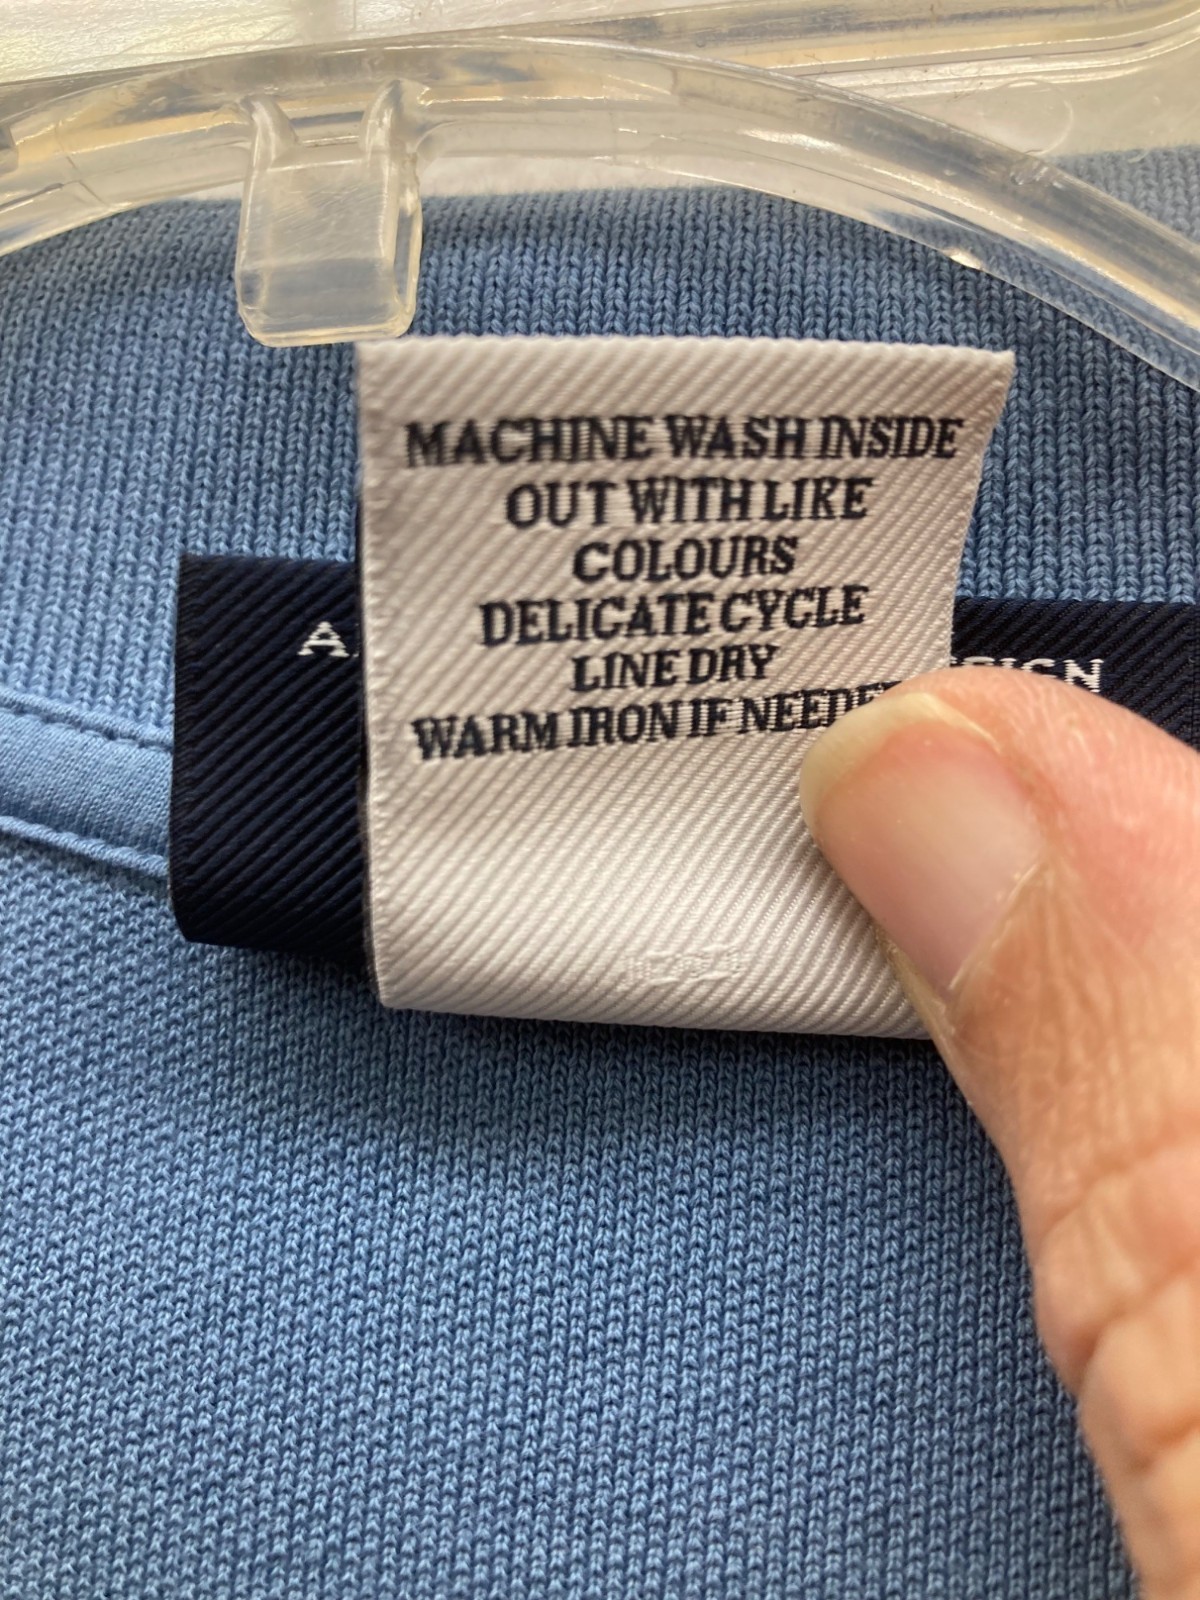 MACHINE WASH INSIDE
OUT WITH LIKE
COLOURS
DELICATE CYCLE
LINE DRY
WARM IRON IF